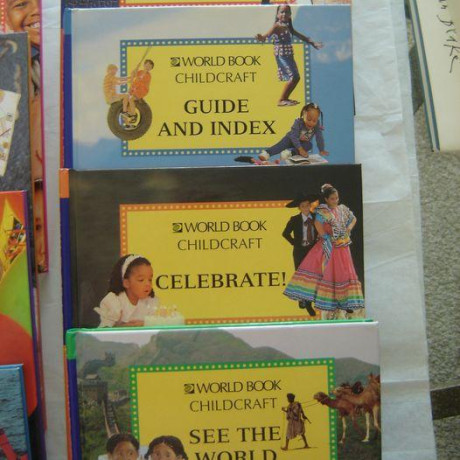 WORLD BOOK
CHILDCRAFT
GUIDE
AND INDEX
WORLD BOOK
CHILDCRAFT
CELEBRATE!
WORLD BOOK
CHILDCRAFT
SEE THE
WORLD